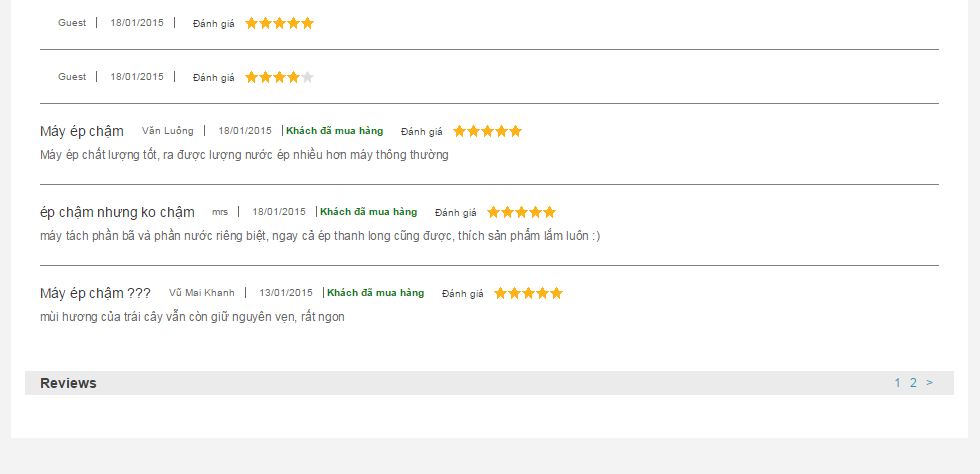 Guest | 18/01/2015 | Đánh giá
Guest | 18/01/2015 | Đánh giá
Máy ép chậm Văn Luông | 18/01/2015 | Khách đã mua hàng Đánh giá
Máy ép chất lượng tốt, ra được lượng nước ép nhiều hơn máy thông thường
ép chậm nhưng ko chậm mrs | 18/01/2015 | Khách đã mua hàng Đánh giá
máy tách phần bã và phần nước riêng biệt, ngay cả ép thanh long cũng được, thích sản phẩm lắm luôn :)
Máy ép chậm ??? Vũ Mai Khanh | 13/01/2015 | Khách đã mua hàng Đánh giá
mùi hương của trái cây vẫn còn giữ nguyên vẹn, rất ngon
Reviews 1 2 >